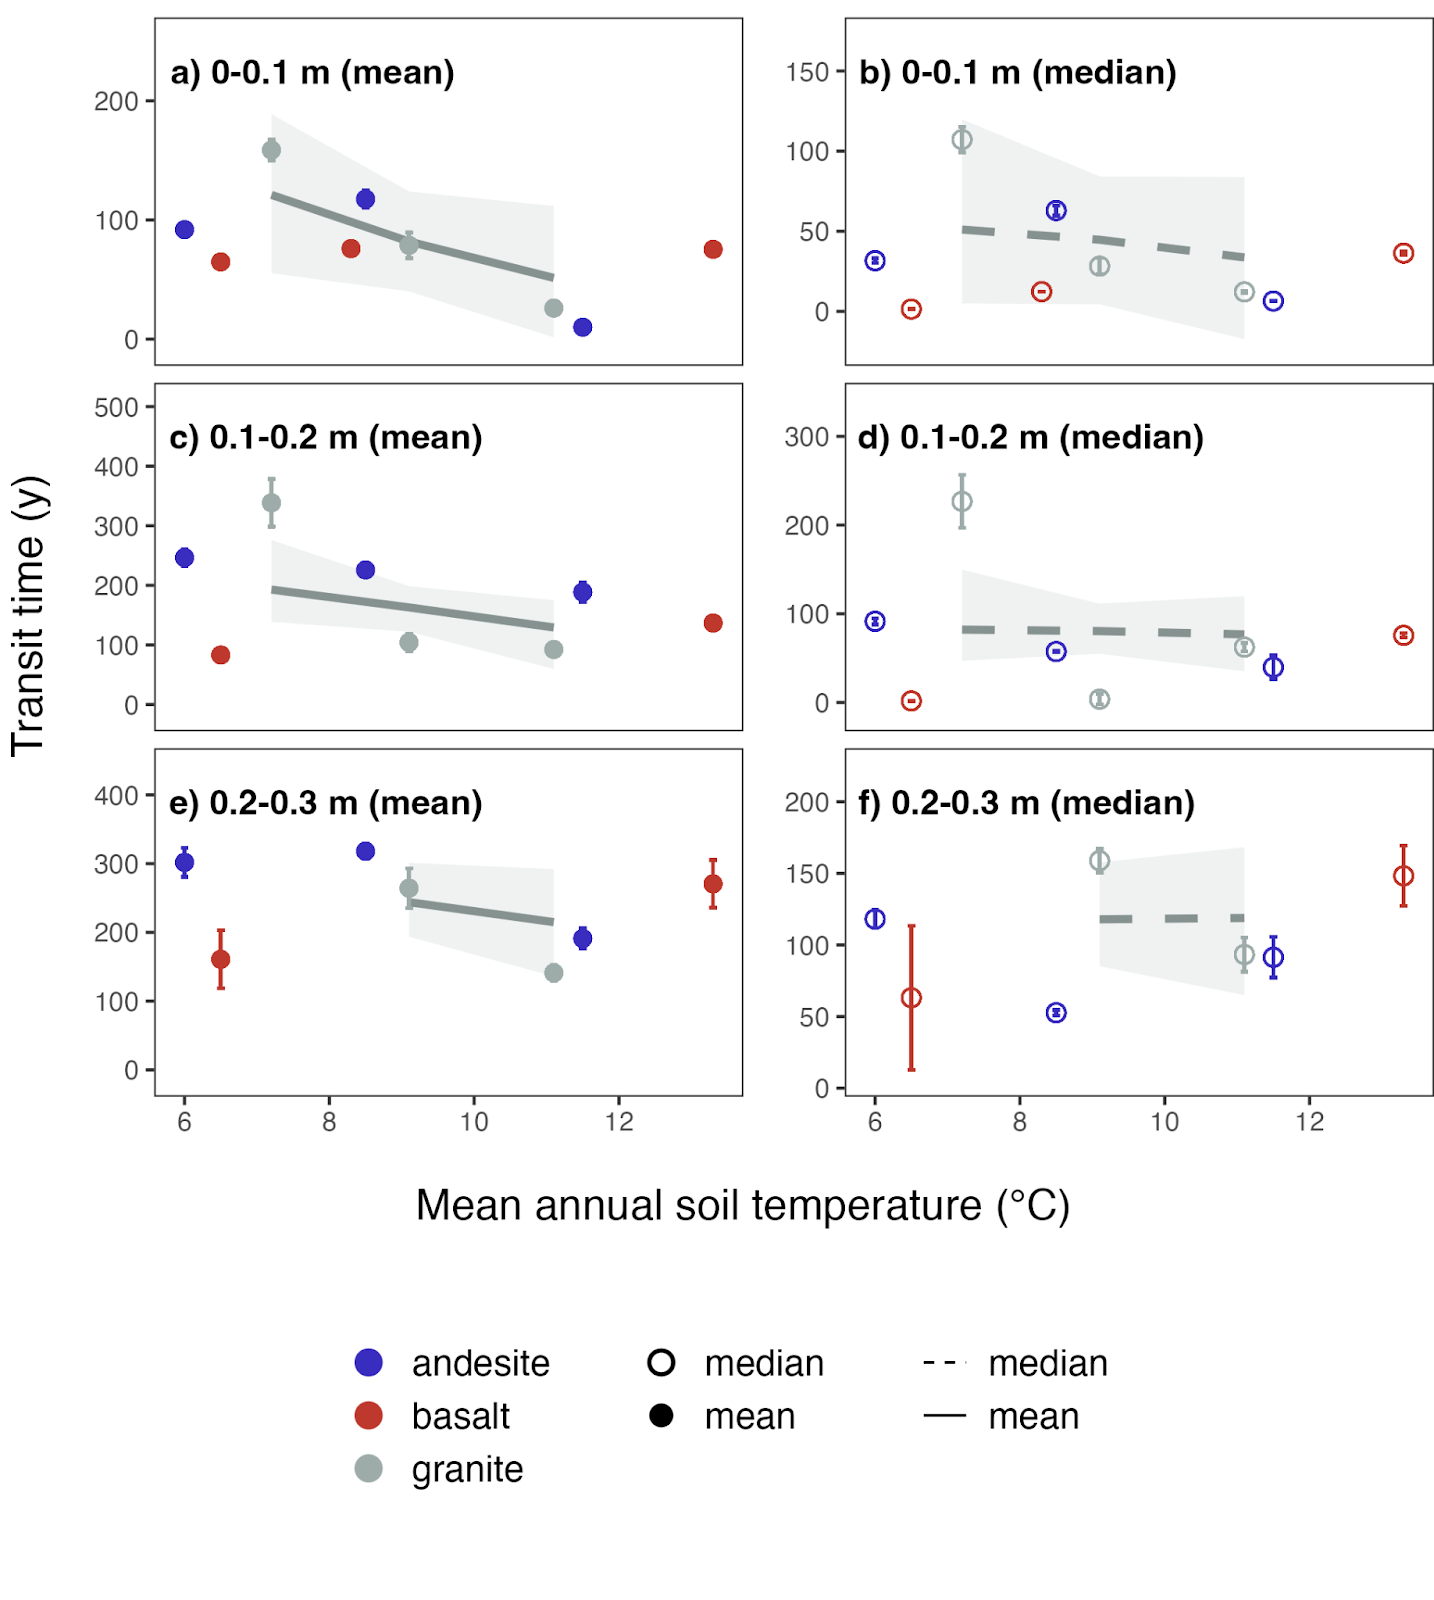 a) 0-0.1 m (mean)
200
100
0
b) 0-0.1 m (median)
150
100
50
0
c) 0.1-0.2 m (mean)
500
400
300
200
100
0
d) 0.1-0.2 m (median)
300
200
100
0
e) 0.2-0.3 m (mean)
400
300
200
100
0
6 8 10 12
f) 0.2-0.3 m (median)
200
150
100
50
0
6 8 10 12
Transit time (y)
Mean annual soil temperature (°C)
andesite
basalt
granite
median
mean
median
mean